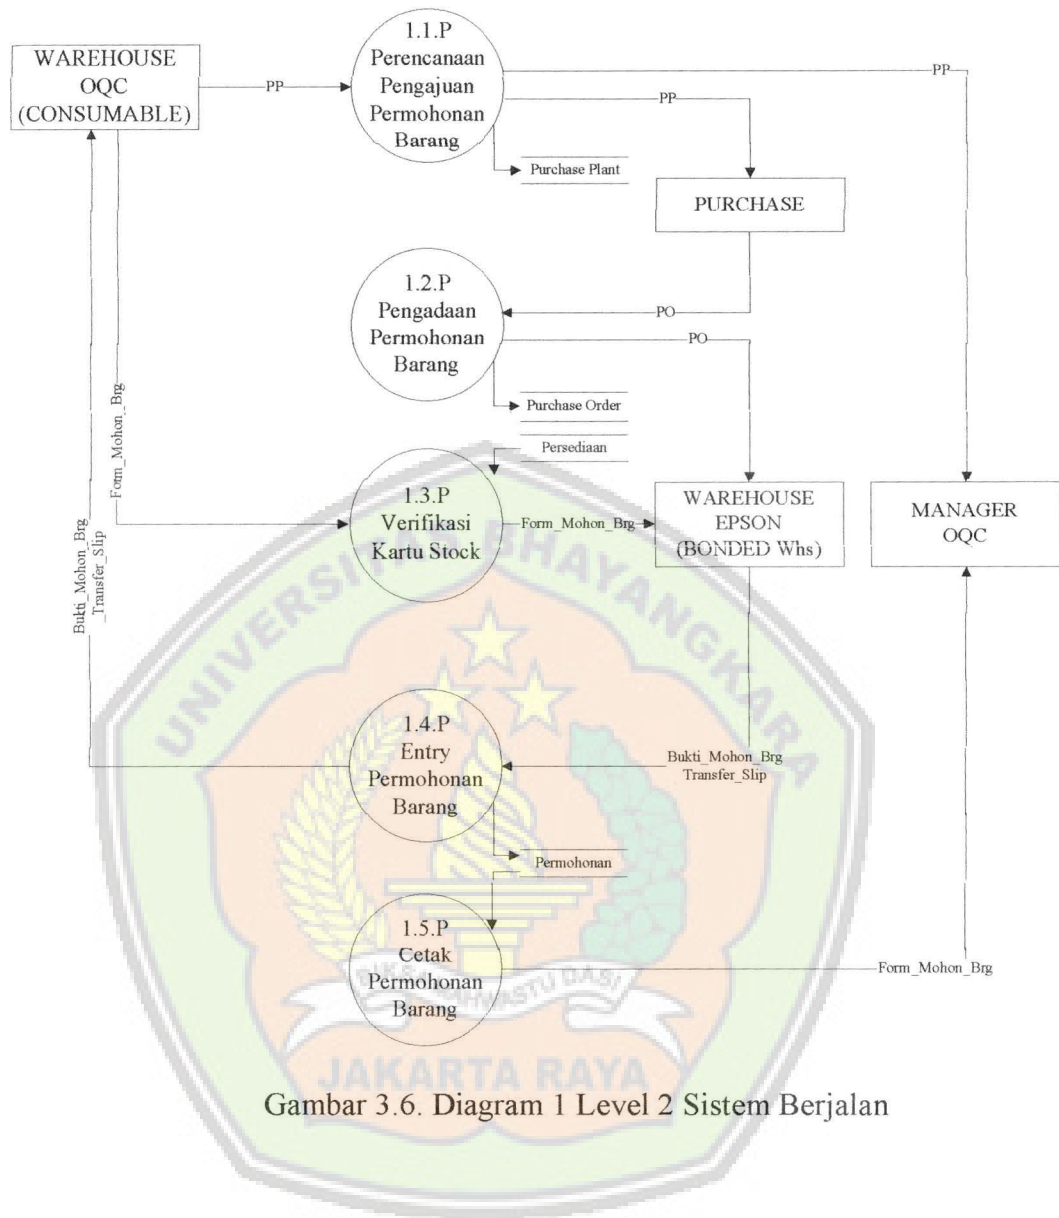 WAREHOUSE
OQC
(CONSUMABLE)
PP
1.1.P
Perencanaan
Pengajuan
Permohonan
Barang
PP
PP
Purchase Plant
PURCHASE
1.2.P
Pengadaan
Permohonan
Barang
PO
PO
Purchase Order
Persediaan
Form_Mohon_Brg
Bukti_Mohon_Brg
_Transfer_Slip
1.3.P
Verifikasi
Kartu Stock
Form_Mohon_Brg
WAREHOUSE
EPSON
(BONDED Whs)
MANAGER
OQC
1.4.P
Entry
Permohonan
Barang
Bukti_Mohon_Brg
Transfer_Slip
Permohonan
1.5.P
Cetak
Permohonan
Barang
Form_Mohon_Brg
UNIVERSITAS BHAYANGKARA
JAKARTA RAYA
Gambar 3.6. Diagram 1 Level 2 Sistem Berjalan